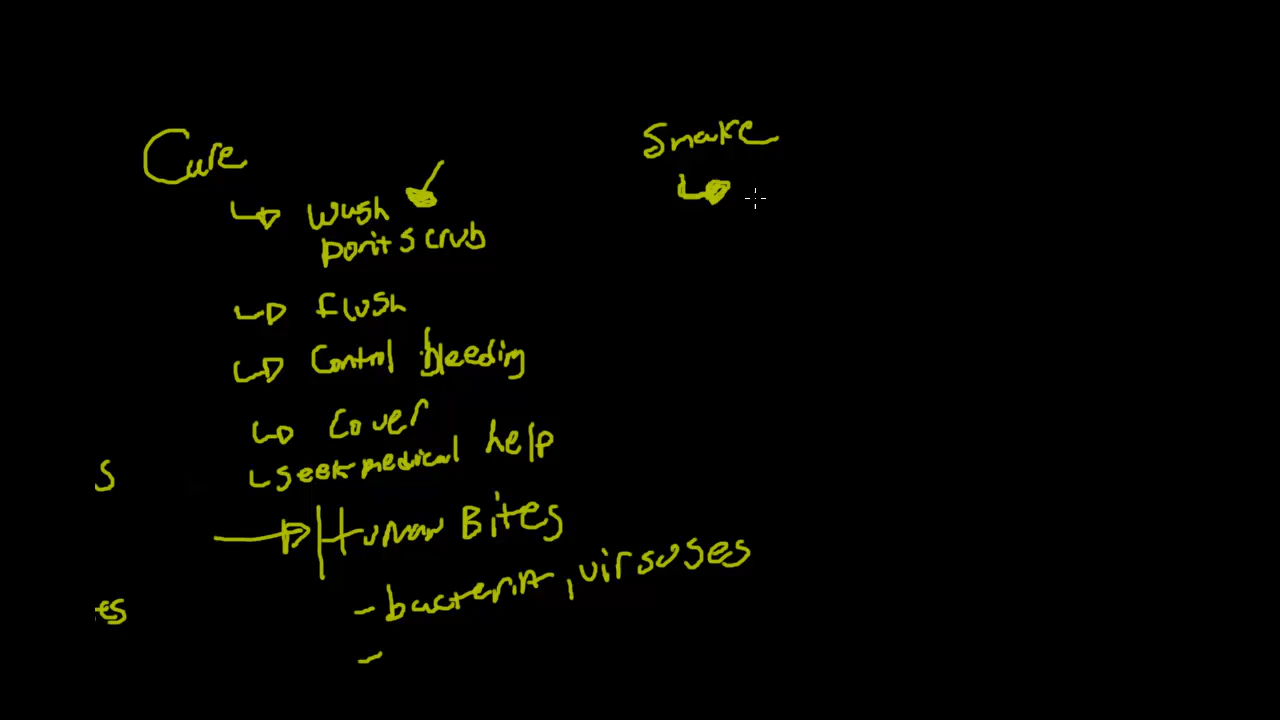 Care
Wash
Don't scrub
flush
Control bleeding
Cover
seek medical help
Human Bites
- bacteria, virsuses
-
s
es
Snake